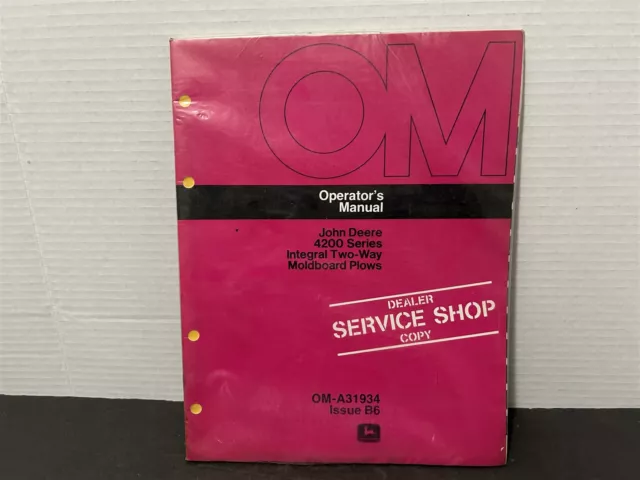 OM
Operator's
Manual
John Deere
4200 Series
Integral Two-Way
Moldboard Plows
DEALER
SERVICE SHOP
COPY
OM-A31934
Issue B6